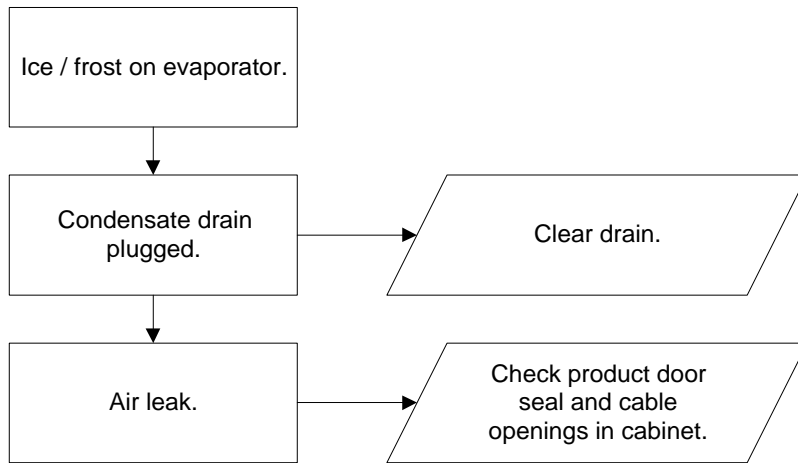 Ice / frost on evaporator.
Condensate drain
plugged.
Clear drain.
Air leak.
Check product door
seal and cable
openings in cabinet.